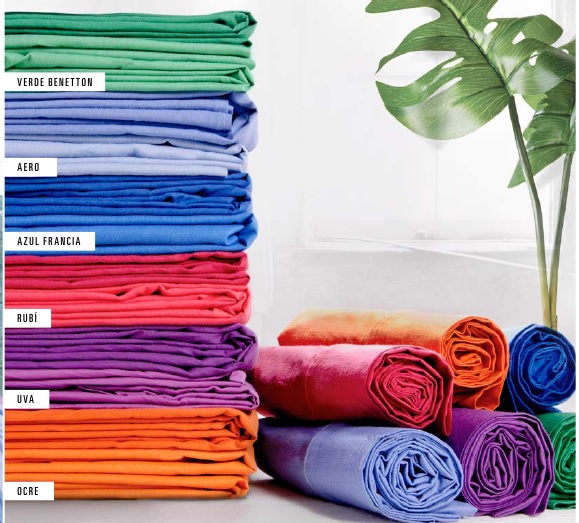 VERDE BENETTON
AERO
AZUL FRANCIA
RUBÍ
UVA
OCRE